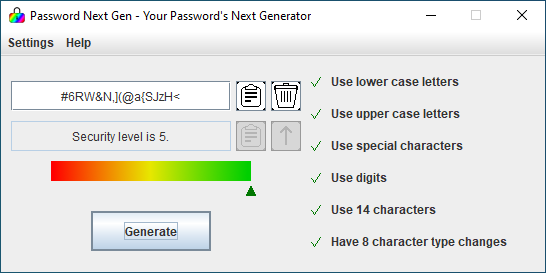 Password Next Gen - Your Password's Next Generator
Settings Help
#6RW&N,](@a{SJzH<
Security level is 5.
Generate
Use lower case letters
Use upper case letters
Use special characters
Use digits
Use 14 characters
Have 8 character type changes